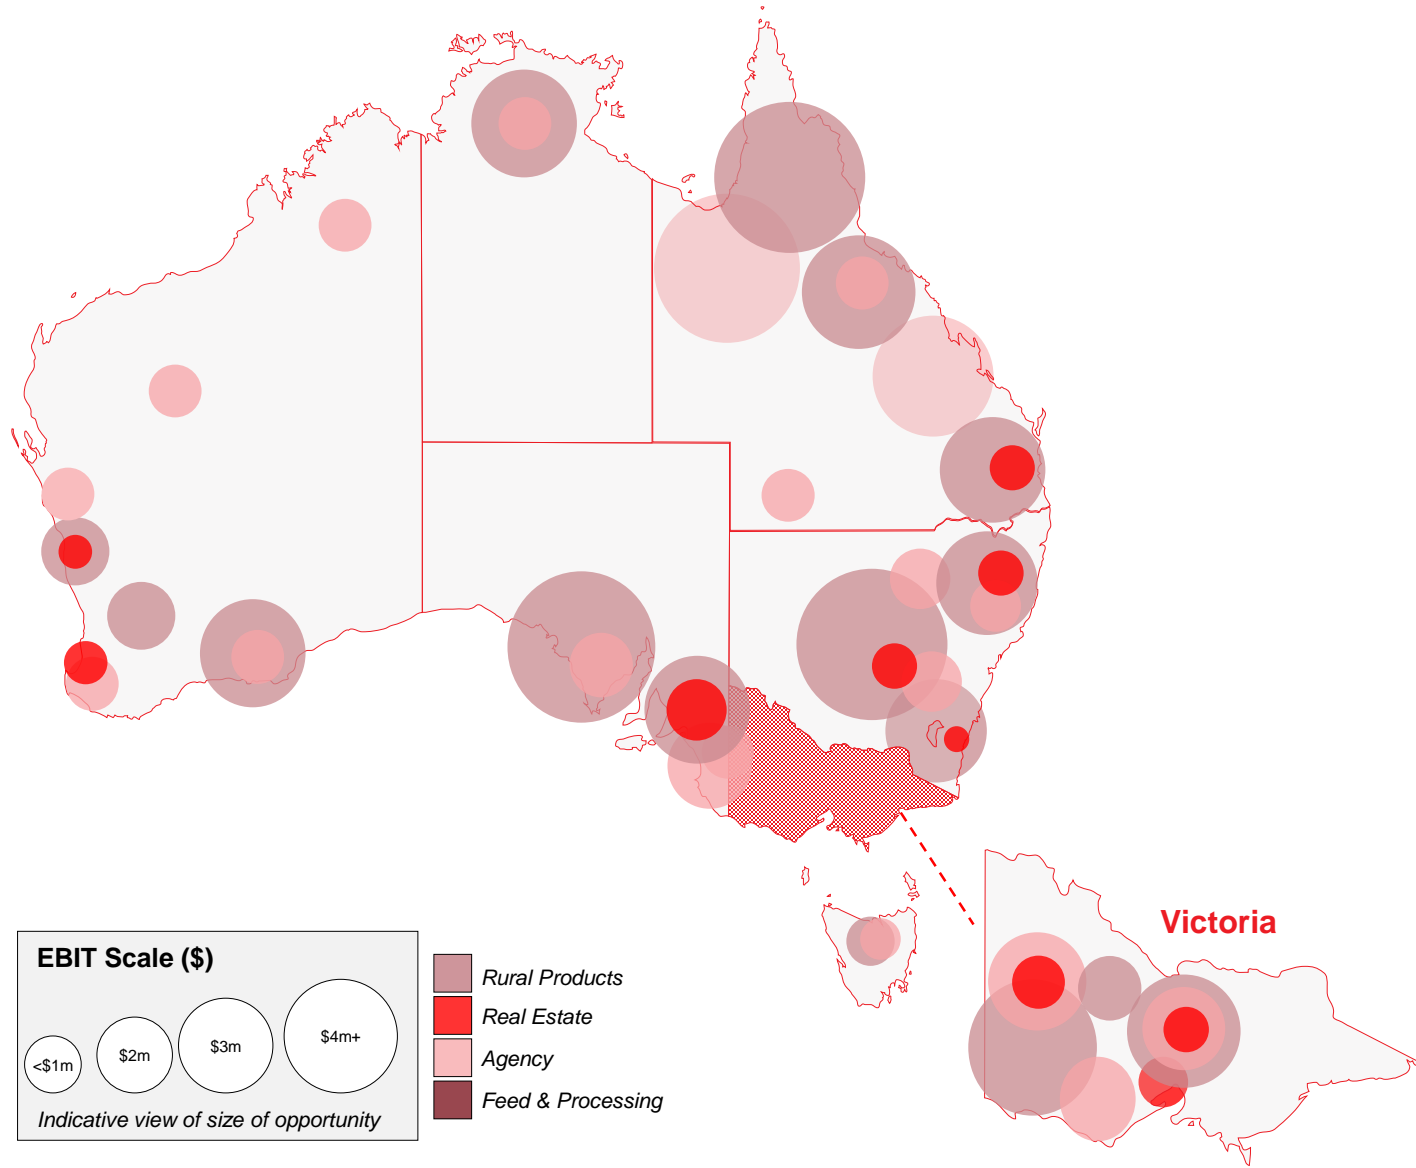 Victoria
EBIT Scale ($)
<$1m
$2m
$3m
$4m+
Indicative view of size of opportunity
Rural Products
Real Estate
Agency
Feed & Processing